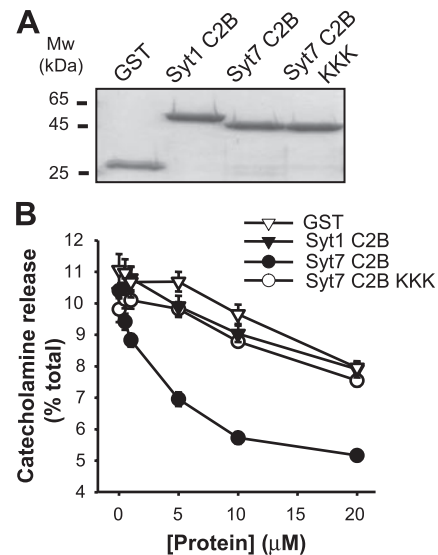 A
Mw
(kDa)
GST
Syt1 C2B
Syt7 C2B
Syt7 C2B
KKK
65
45
25
B
GST
Syt1 C2B
Syt7 C2B
Syt7 C2B KKK
Catecholamine release
(% total)
12
11
10
9
8
7
6
5
4
0 5 10 15 20
[Protein] (μM)